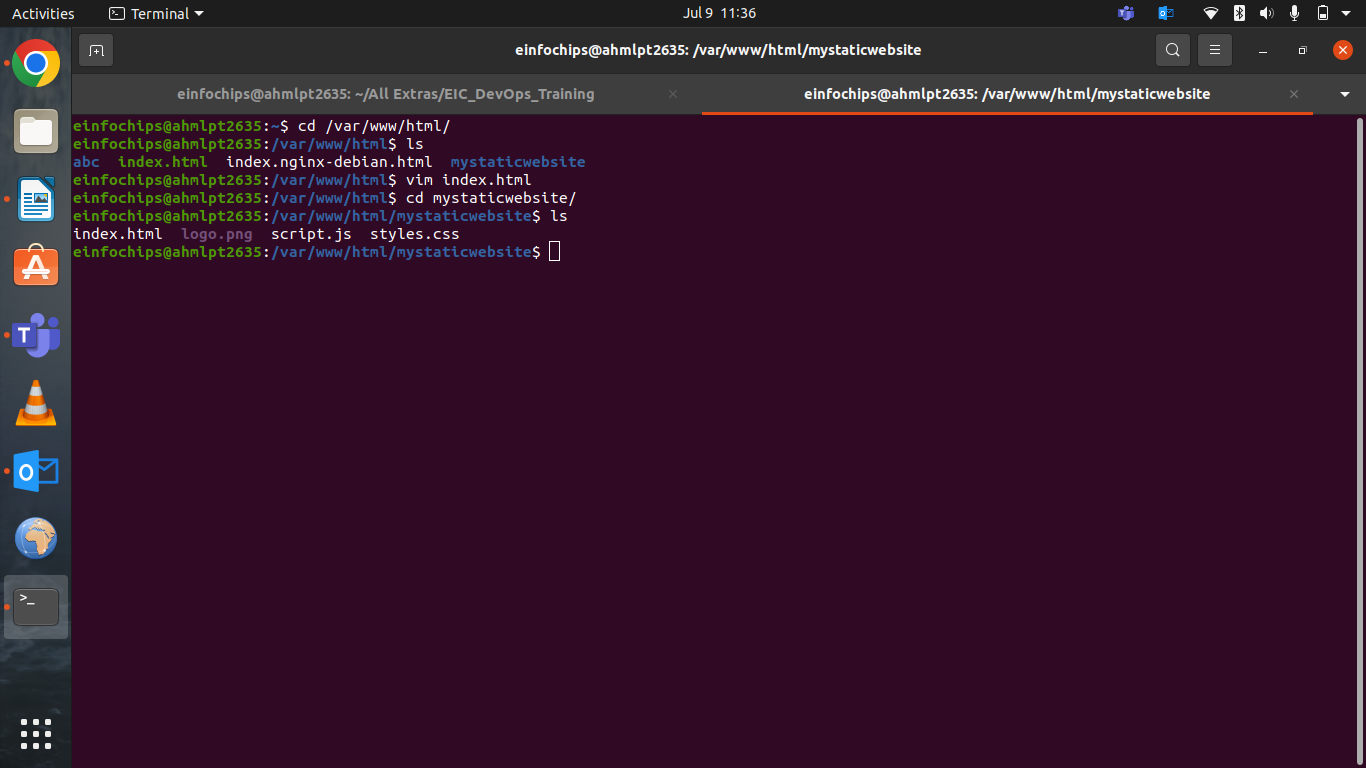 Activities Terminal Jul 9 11:36
einfochips@ahmlpt2635: /var/www/html/mystaticwebsite
einfochips@ahmlpt2635: ~/All Extras/EIC_DevOps_Training einfochips@ahmlpt2635: /var/www/html/mystaticwebsite
einfochips@ahmlpt2635:~$ cd /var/www/html/
einfochips@ahmlpt2635:/var/www/html$ ls
abc  index.html  index.nginx-debian.html  mystaticwebsite
einfochips@ahmlpt2635:/var/www/html$ vim index.html
einfochips@ahmlpt2635:/var/www/html$ cd mystaticwebsite/
einfochips@ahmlpt2635:/var/www/html/mystaticwebsite$ ls
index.html  logo.png  script.js  styles.css
einfochips@ahmlpt2635:/var/www/html/mystaticwebsite$